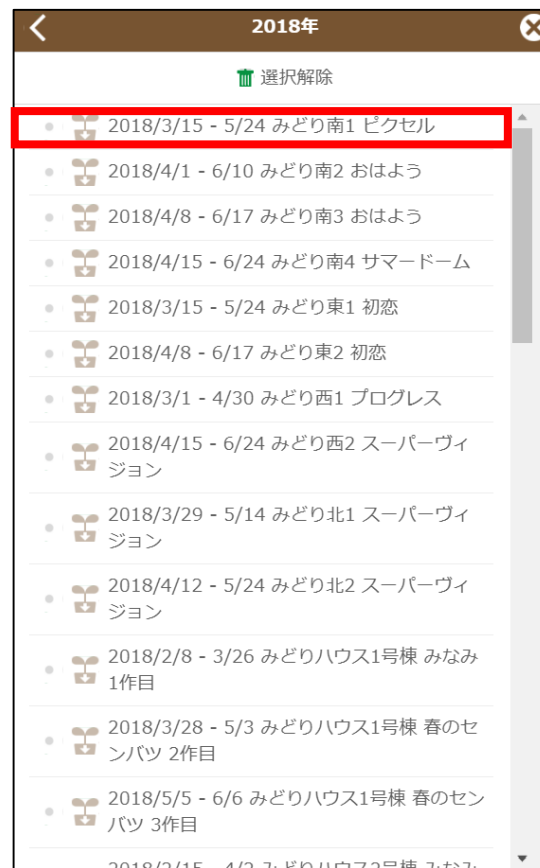 2018年
選択解除
2018/3/15 - 5/24 みどり南1 ピクセル
2018/4/1 - 6/10 みどり南2 おはよう
2018/4/8 - 6/17 みどり南3 おはよう
2018/4/15 - 6/24 みどり南4 サマードーム
2018/3/15 - 5/24 みどり東1 初恋
2018/4/8 - 6/17 みどり東2 初恋
2018/3/1 - 4/30 みどり西1 プログレス
2018/4/15 - 6/24 みどり西2 スーパーヴィ
ジョン
2018/3/29 - 5/14 みどり北1 スーパーヴィ
ジョン
2018/4/12 - 5/24 みどり北2 スーパーヴィ
ジョン
2018/2/8 - 3/26 みどりハウス1号棟 みなみ
1作目
2018/3/28 - 5/3 みどりハウス1号棟 春のセ
ンバツ 2作目
2018/5/5 - 6/6 みどりハウス1号棟 春のセン
バツ 3作目